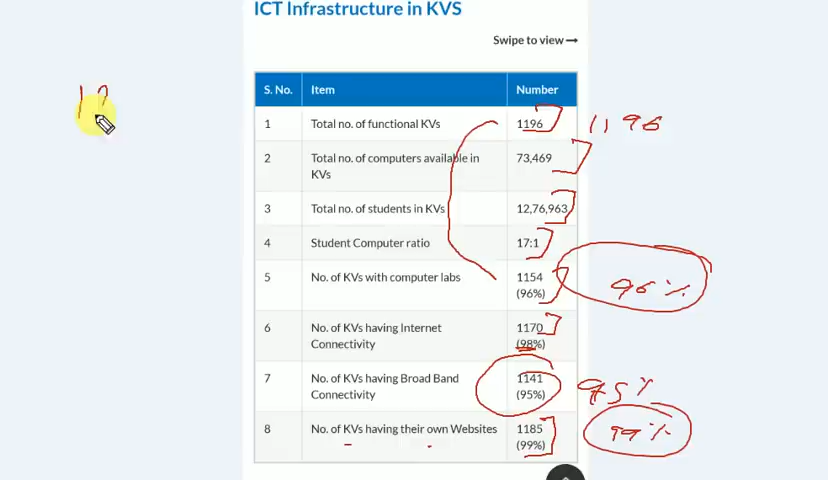 ICT Infrastructure in KVS
Swipe to view →
S. No. Item Number
1 Total no. of functional KVs 1196 1196
2 Total no. of computers available in KVs 73,469
3 Total no. of students in KVs 12,76,963
4 Student Computer ratio 17:1
5 No. of KVs with computer labs 1154 (96%) 96%
6 No. of KVs having Internet Connectivity 1170 (98%)
7 No. of KVs having Broad Band Connectivity 1141 (95%) 95%
8 No. of KVs having their own Websites 1185 (99%) 99%